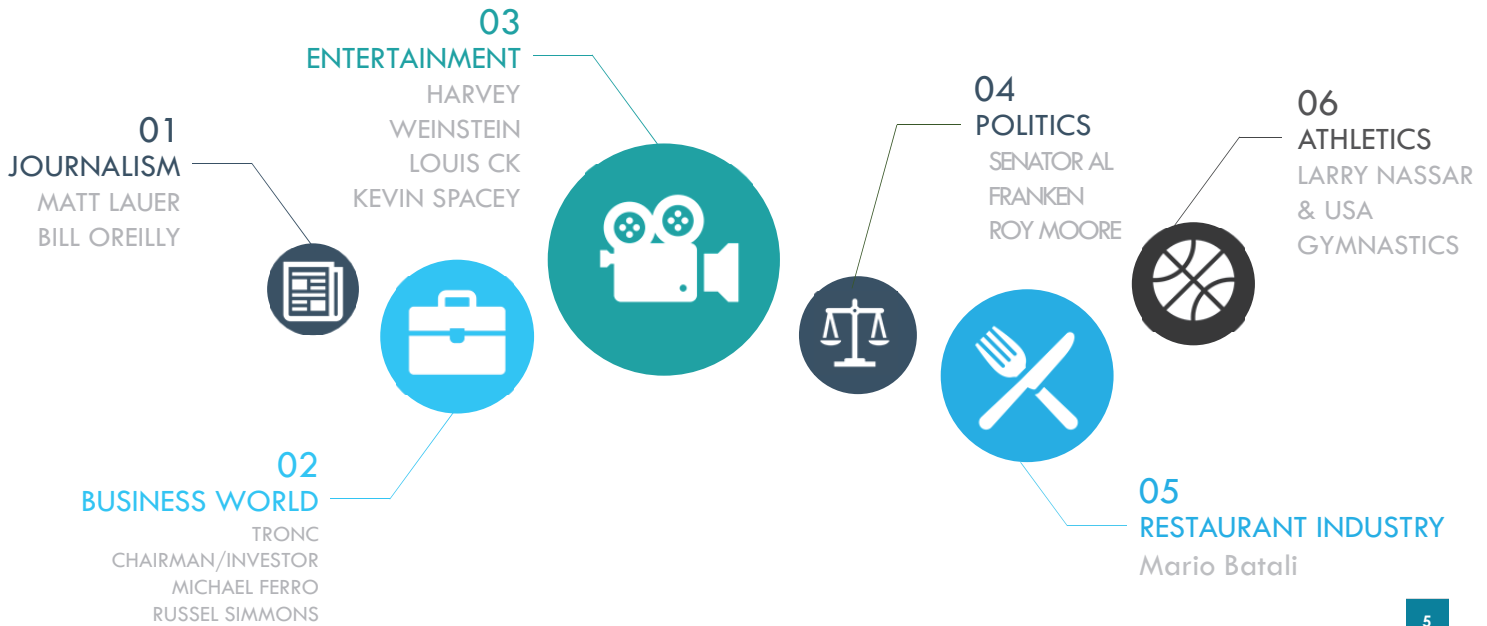 01
JOURNALISM
MATT LAUER
BILL OREILLY
02
BUSINESS WORLD
TRONC
CHAIRMAN/INVESTOR
MICHAEL FERRO
RUSSEL SIMMONS
03
ENTERTAINMENT
HARVEY
WEINSTEIN
LOUIS CK
KEVIN SPACEY
04
POLITICS
SENATOR AL
FRANKEN
ROY MOORE
05
RESTAURANT INDUSTRY
Mario Batali
06
ATHLETICS
LARRY NASSAR
& USA
GYMNASTICS
5